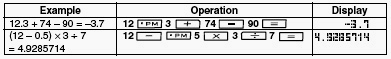 Example Operation Display
12.3 + 74 – 90 = –3.7 12 • PM 3 + 74 – 90 = -3.7
(12 – 0.5) × 3 + 7 12 – • PM 5 × 3 ÷ 7 = 4.9285714
= 4.9285714